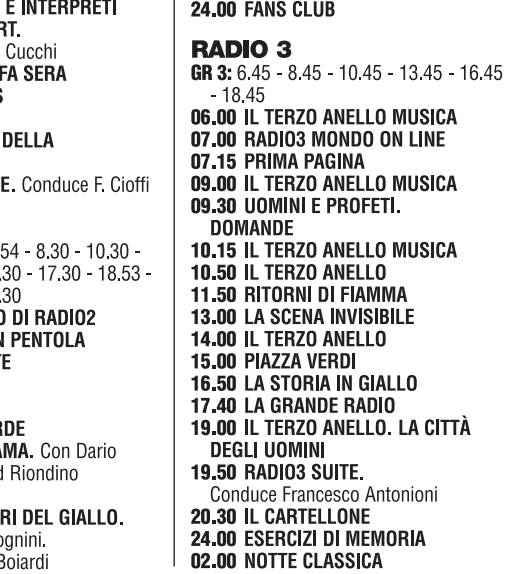 E INTERPRETI
RT.
Cucchi
FA SERA
S
DELLA
E. Conduce F. Cioffi
54 - 8.30 - 10.30 -
.30 - 17.30 - 18.53 -
.30
O DI RADIO2
N PENTOLA
TE
RDE
AMA. Con Dario
d Riondino
RI DEL GIALLO.
ognini.
Boiardi
24.00 FANS CLUB
RADIO 3
GR 3: 6.45 - 8.45 - 10.45 - 13.45 - 16.45
- 18.45
06.00 IL TERZO ANELLO MUSICA
07.00 RADIO3 MONDO ON LINE
07.15 PRIMA PAGINA
09.00 IL TERZO ANELLO MUSICA
09.30 UOMINI E PROFETI.
DOMANDE
10.15 IL TERZO ANELLO MUSICA
10.50 IL TERZO ANELLO
11.50 RITORNI DI FIAMMA
13.00 LA SCENA INVISIBILE
14.00 IL TERZO ANELLO
15.00 PIAZZA VERDI
16.50 LA STORIA IN GIALLO
17.40 LA GRANDE RADIO
19.00 IL TERZO ANELLO. LA CITTÀ
DEGLI UOMINI
19.50 RADIO3 SUITE.
Conduce Francesco Antonioni
20.30 IL CARTELLONE
24.00 ESERCIZI DI MEMORIA
02.00 NOTTE CLASSICA